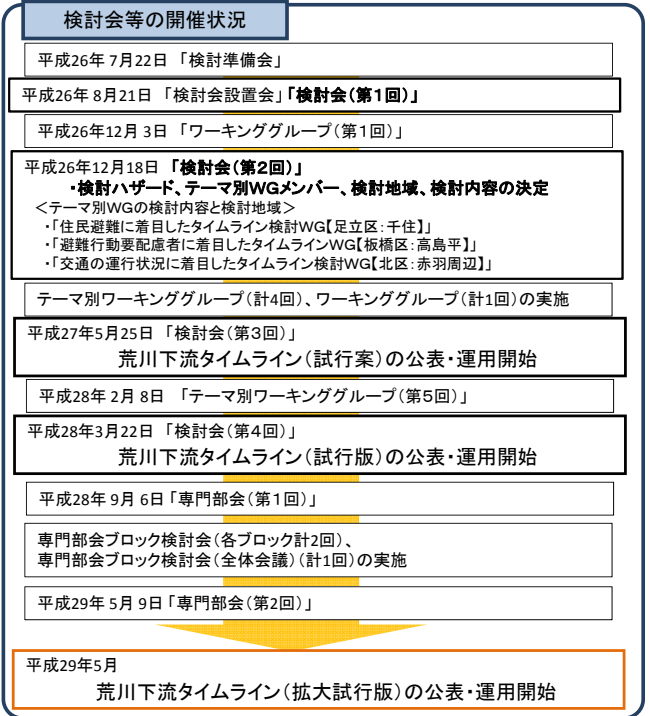 検討会等の開催状況
平成26年 7月22日 「検討準備会」
平成26年 8月21日 「検討会設置会」「検討会(第1回)」
平成26年12月 3日 「ワーキンググループ(第1回)」
平成26年12月18日 「検討会(第2回)」
・検討ハザード、テーマ別WGメンバー、検討地域、検討内容の決定
＜テーマ別WGの検討内容と検討地域＞
・「住民避難に着目したタイムライン検討WG【足立区：千住】」
・「避難行動要配慮者に着目したタイムラインWG【板橋区：高島平】」
・「交通の運行状況に着目したタイムライン検討WG【北区：赤羽周辺】」
テーマ別ワーキンググループ(計4回)、ワーキンググループ(計1回)の実施
平成27年5月25日 「検討会(第3回)」
荒川下流タイムライン(試行案)の公表・運用開始
平成28年 2月 8日 「テーマ別ワーキンググループ(第5回)」
平成28年3月22日 「検討会(第4回)」
荒川下流タイムライン(試行版)の公表・運用開始
平成28年 9月 6日「専門部会(第1回)」
専門部会ブロック検討会(各ブロック計2回)、
専門部会ブロック検討会(全体会議)(計1回)の実施
平成29年 5月 9日「専門部会(第2回)」
平成29年5月
荒川下流タイムライン(拡大試行版)の公表・運用開始